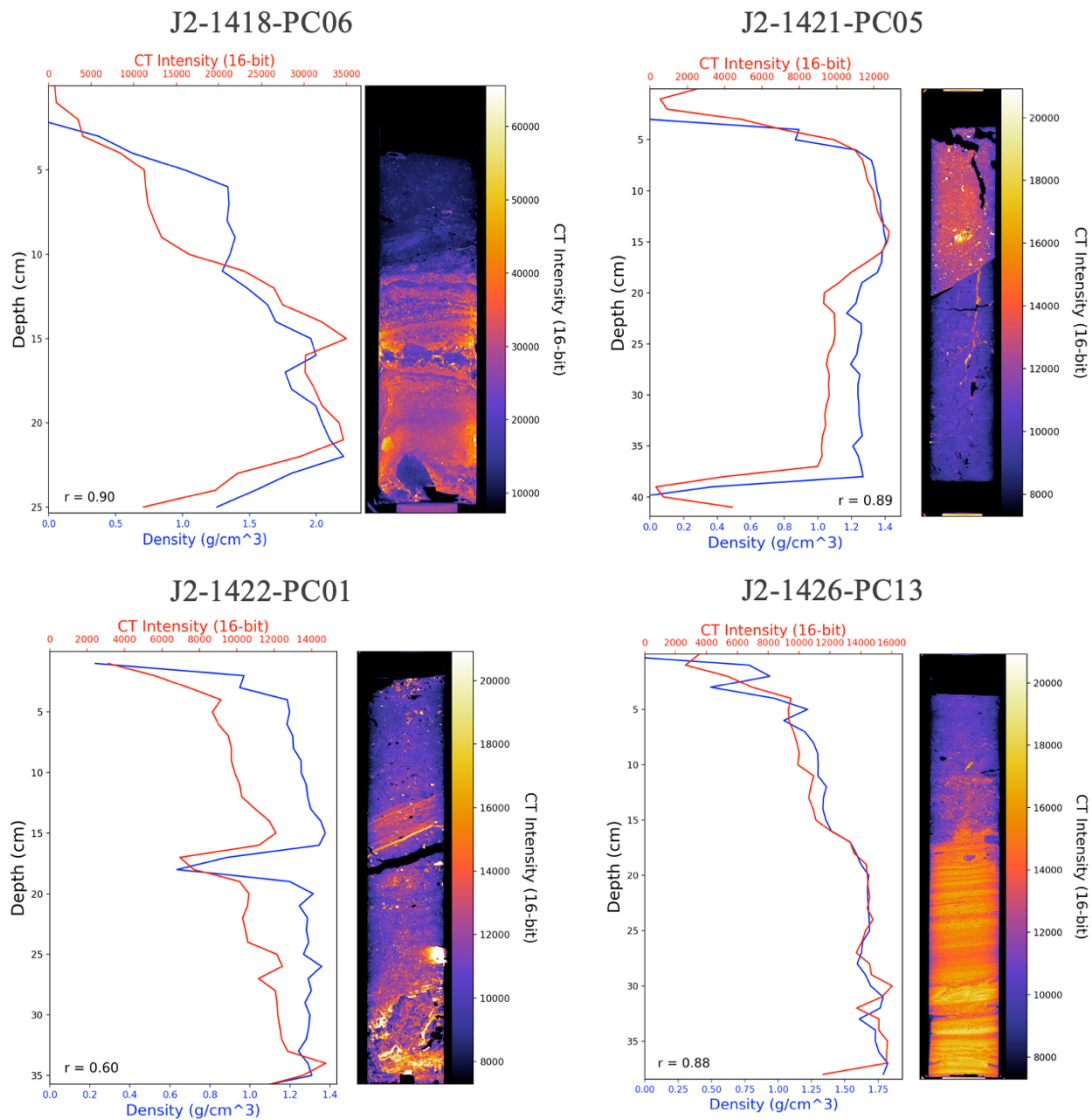 J2-1418-PC06
CT Intensity (16-bit)
0 5000 10000 15000 20000 25000 30000 35000
Depth (cm)
5
10
15
20
25
r = 0.90
0.0 0.5 1.0 1.5 2.0
Density (g/cm^3)
60000
50000
40000
30000
20000
10000
CT Intensity (16-bit)
J2-1421-PC05
CT Intensity (16-bit)
0 2000 4000 6000 8000 10000 12000
Depth (cm)
5
10
15
20
25
30
35
40
r = 0.89
0.0 0.2 0.4 0.6 0.8 1.0 1.2 1.4
Density (g/cm^3)
20000
18000
16000
14000
12000
10000
8000
CT Intensity (16-bit)
J2-1422-PC01
CT Intensity (16-bit)
0 2000 4000 6000 8000 10000 12000 14000
Depth (cm)
5
10
15
20
25
30
35
r = 0.60
0.0 0.2 0.4 0.6 0.8 1.0 1.2 1.4
Density (g/cm^3)
20000
18000
16000
14000
12000
10000
8000
CT Intensity (16-bit)
J2-1426-PC13
CT Intensity (16-bit)
0 2000 4000 6000 8000 10000 12000 14000 16000
Depth (cm)
5
10
15
20
25
30
35
r = 0.88
0.00 0.25 0.50 0.75 1.00 1.25 1.50 1.75
Density (g/cm^3)
20000
18000
16000
14000
12000
10000
8000
CT Intensity (16-bit)